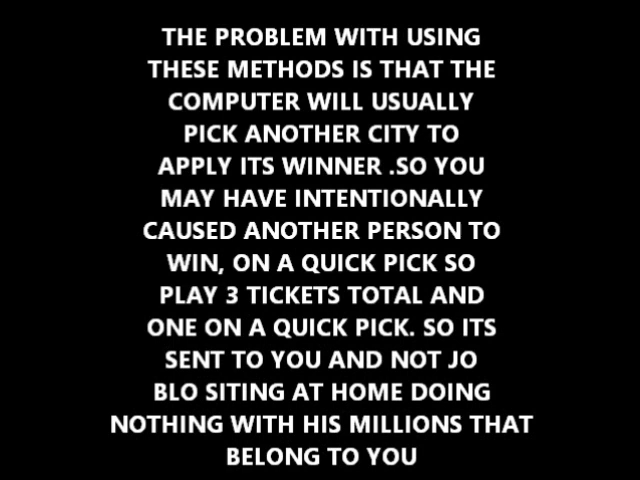 THE PROBLEM WITH USING
THESE METHODS IS THAT THE
COMPUTER WILL USUALLY
PICK ANOTHER CITY TO
APPLY ITS WINNER .SO YOU
MAY HAVE INTENTIONALLY
CAUSED ANOTHER PERSON TO
WIN, ON A QUICK PICK SO
PLAY 3 TICKETS TOTAL AND
ONE ON A QUICK PICK. SO ITS
SENT TO YOU AND NOT JO
BLO SITING AT HOME DOING
NOTHING WITH HIS MILLIONS THAT
BELONG TO YOU